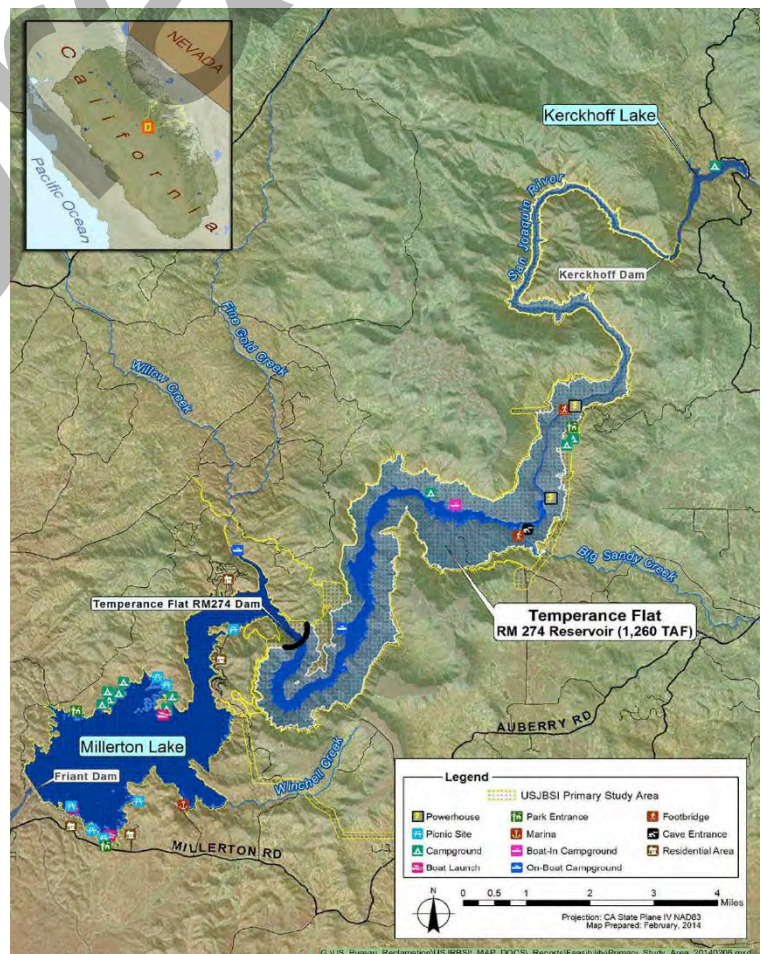 NEVADA
California
Pacific Ocean
Kerckhoff Lake
San Joaquin River
Kerckhoff Dam
Fine Gold Creek
Willow Creek
Big Sandy Creek
Temperance Flat RM274 Dam
Temperance Flat
RM 274 Reservoir (1,260 TAF)
AUBERRY RD
Millerton Lake
Winchell Creek
Friant Dam
MILLERTON RD
Legend
USJBSI Primary Study Area
Powerhouse
Park Entrance
Footbridge
Picnic Site
Marina
Cave Entrance
Campground
Boat-In Campground
Residential Area
Boat Launch
On-Boat Campground
N
0 0.5 1 2 3 4
Miles
Projection: CA State Plane IV NAD83
Map Prepared: February, 2014